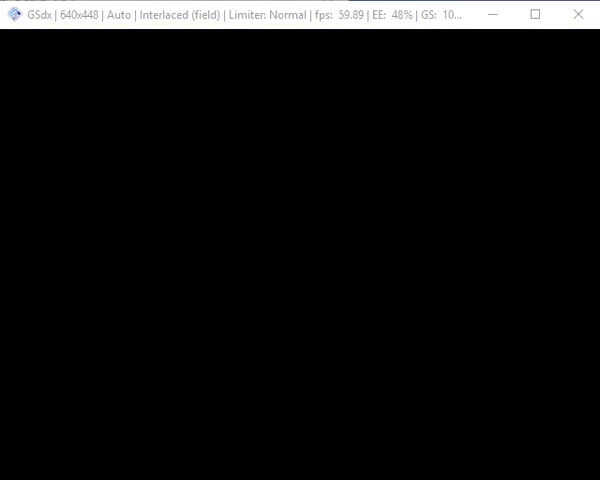 GSdx | 640x448 | Auto | Interlaced (field) | Limiter: Normal | fps: 59.89 | EE: 48% | GS: 10...